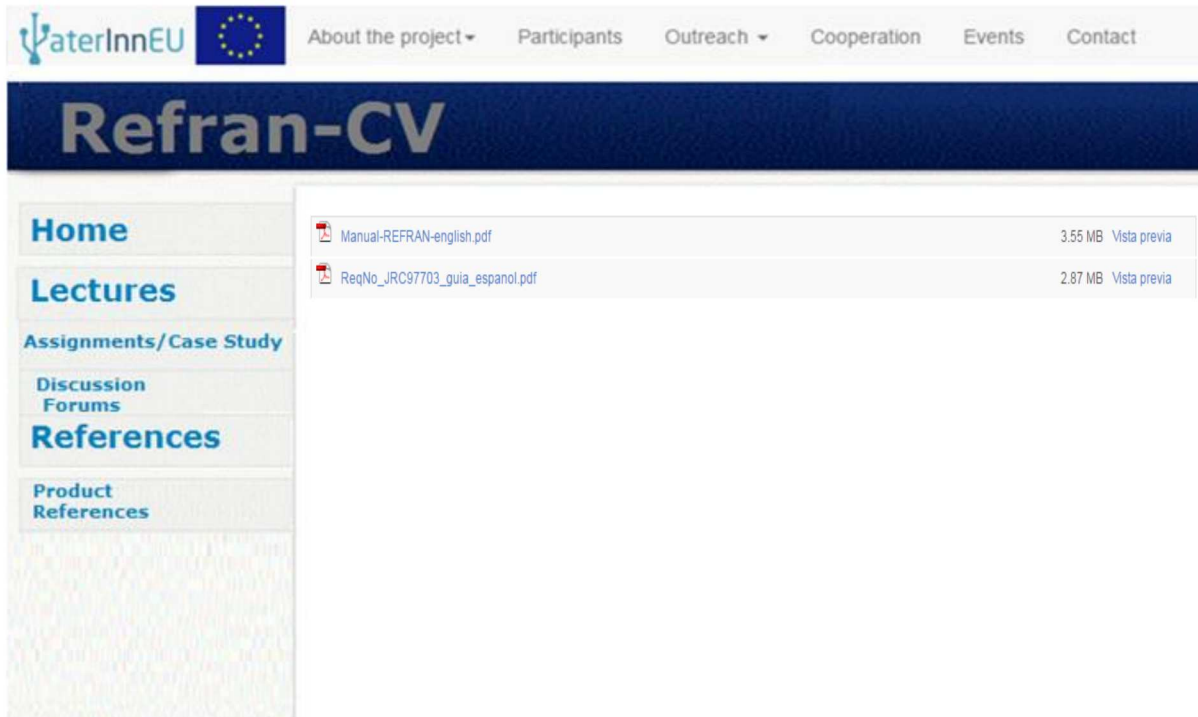 WaterInnEU About the project Participants Outreach Cooperation Events Contact
Refran-CV
Home
Lectures
Assignments/Case Study
Discussion
Forums
References
Product
References
Manual-REFRAN-english.pdf 3.55 MB Vista previa
ReqNo_JRC97703_guia_espanol.pdf 2.87 MB Vista previa